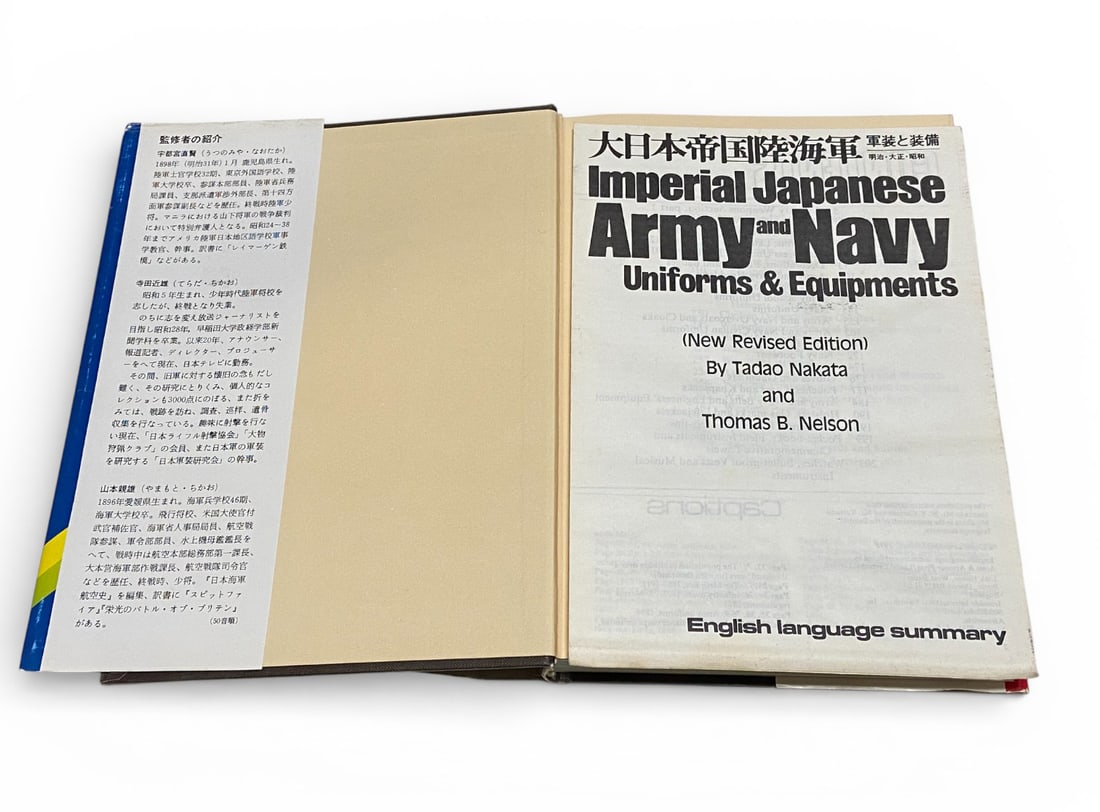 監修者の紹介
宇都宮直賢（うつのみや・なおたか）
1898年（明治31年）1月 鹿児島県生れ。
陸軍士官学校32期、東京外国語学校、陸
軍大学校卒、参謀本部部員、陸軍省兵務
局課員、支那派遣軍渉外部長、第十四方
面軍参謀副長などを歴任。終戦時陸軍少
将。マニラにおける山下将軍の戦争裁判
において特別弁護人となる。昭和24〜38
年までアメリカ陸軍日本地区語学校軍事
学教官、幹事。訳書に「レイマーゲン鉄
橋」などがある。
寺田近雄（てらだ・ちかお）
昭和5年生まれ、少年時代陸軍将校を
志したが、終戦となり失業。
のちに志を変え放送ジャーナリストを
目指し昭和28年。早稲田大学政経学部新
聞学科を卒業。以来20年、アナウンサー、
報道記者、ディレクター、プロジューサ
ーをへて現在、日本テレビに勤務。
その間、旧軍に対する懐旧の念もだし
難く、その研究にとりくみ、個人的なコ
レクションも3000点にのぼる、また折を
みては、戦跡を訪ね、調査、巡拝、遺骨
収集を行なっている。趣味に射撃を行な
い現在、「日本ライフル射撃協会」「大物
狩猟クラブ」の会員、また日本軍の軍装
を研究する「日本軍装研究会」の幹事。
山本親雄（やまもと・ちかお）
1896年愛媛県生まれ。海軍兵学校46期、
海軍大学校卒。飛行将校、米国大使官付
武官補佐官、海軍省人事局局員、航空戦
隊参謀、軍令部部員、水上機母艦艦長を
へて、戦時中は航空本部総務部第一課長、
大本営海軍部作戦課長、航空戦隊司令官
などを歴任、終戦時、少将。『日本海軍
航空史』を編集、訳書に『スピットファ
イア』『栄光のバトル・オブ・ブリテン』
がある。
（50音順）
大日本帝国陸海軍 軍装と装備
明治・大正・昭和
Imperial Japanese
Army and Navy
Uniforms & Equipments
(New Revised Edition)
By Tadao Nakata
and
Thomas B. Nelson
Captions
English language summary